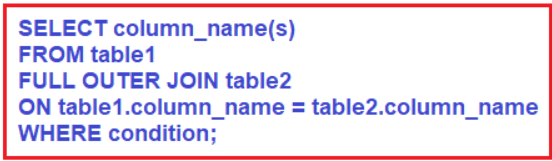 SELECT column_name(s)
FROM table1
FULL OUTER JOIN table2
ON table1.column_name = table2.column_name
WHERE condition;